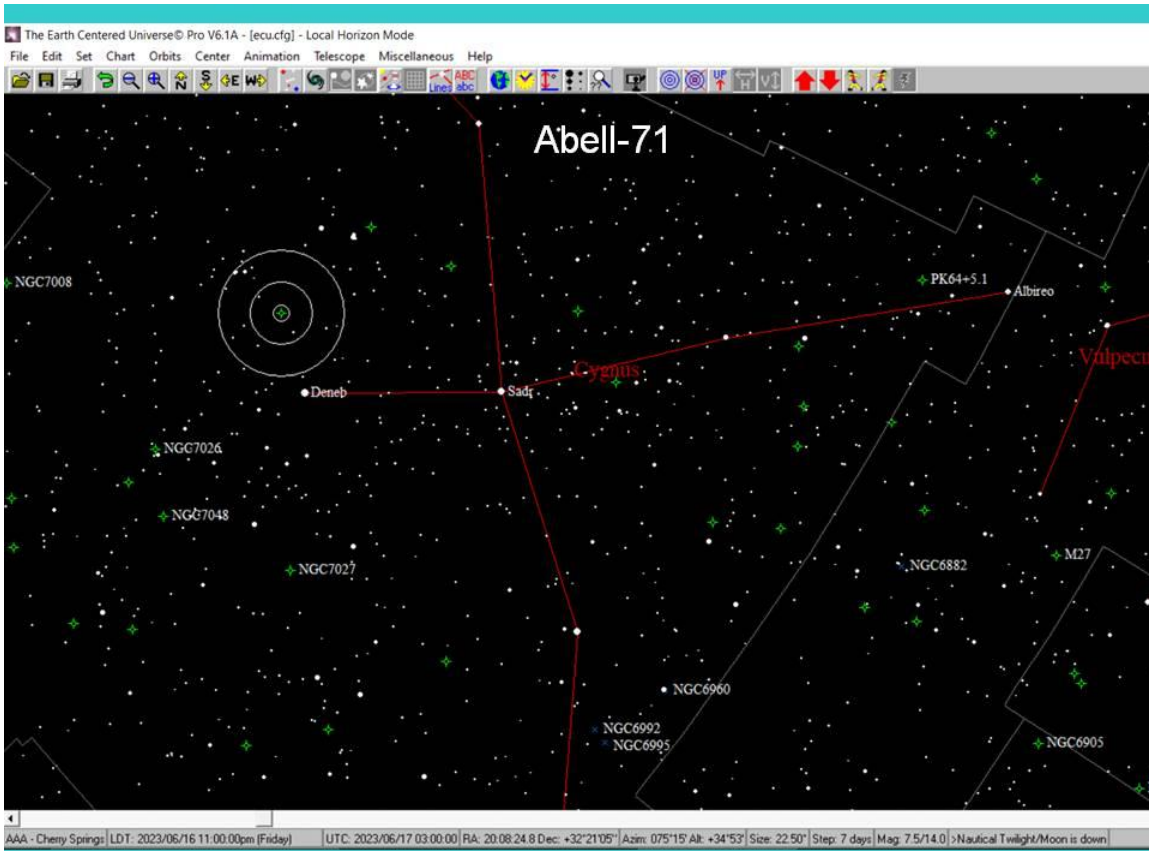 The Earth Centered Universe® Pro V6.1A - [ecu.cfg] - Local Horizon Mode
File Edit Set Chart Orbits Center Animation Telescope Miscellaneous Help
N S E W Lines ABC abc UP H V
Abell-71
NGC7008
PK64+5.1
Albireo
Cygnus
Vulpecu
Deneb
Sadr
NGC7026
NGC7048
NGC7027
M27
NGC6882
NGC6960
NGC6992
NGC6995
NGC6905
AAA - Cherry Springs LDT: 2023/06/16 11:00:00pm (Friday) UTC: 2023/06/17 03:00:00 RA: 20:08:24.8 Dec: +32°21'05" Azim: 075°15' Alt: +34°53' Size: 22.50° Step: 7 days Mag: 7.5/14.0 >Nautical Twilight/Moon is down